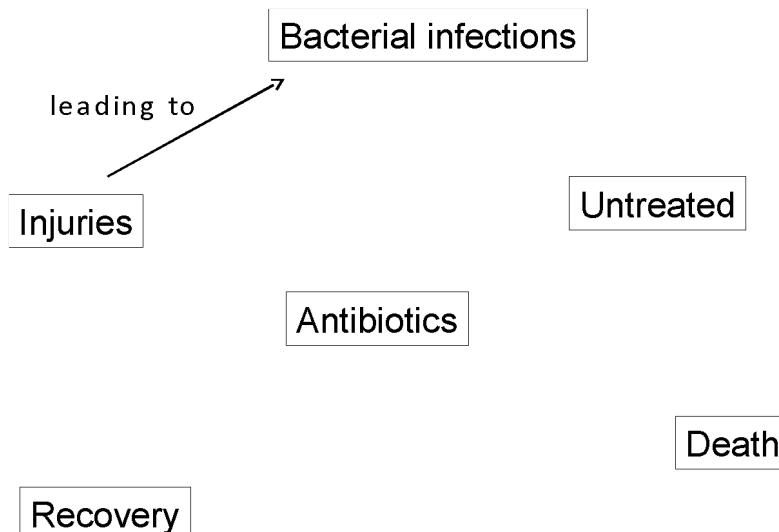 Bacterial infections
leading to
Injuries
Untreated
Antibiotics
Death
Recovery